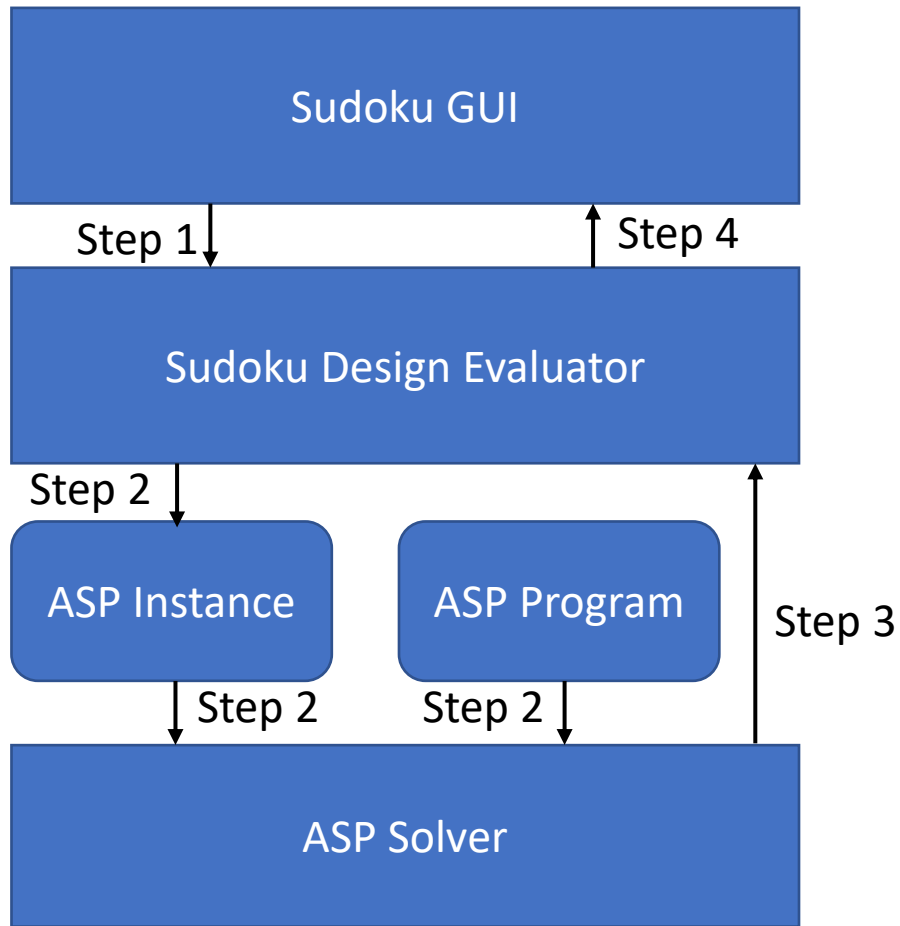 Sudoku GUI
Step 1
Step 4
Sudoku Design Evaluator
Step 2
ASP Instance
ASP Program
Step 3
Step 2
Step 2
ASP Solver